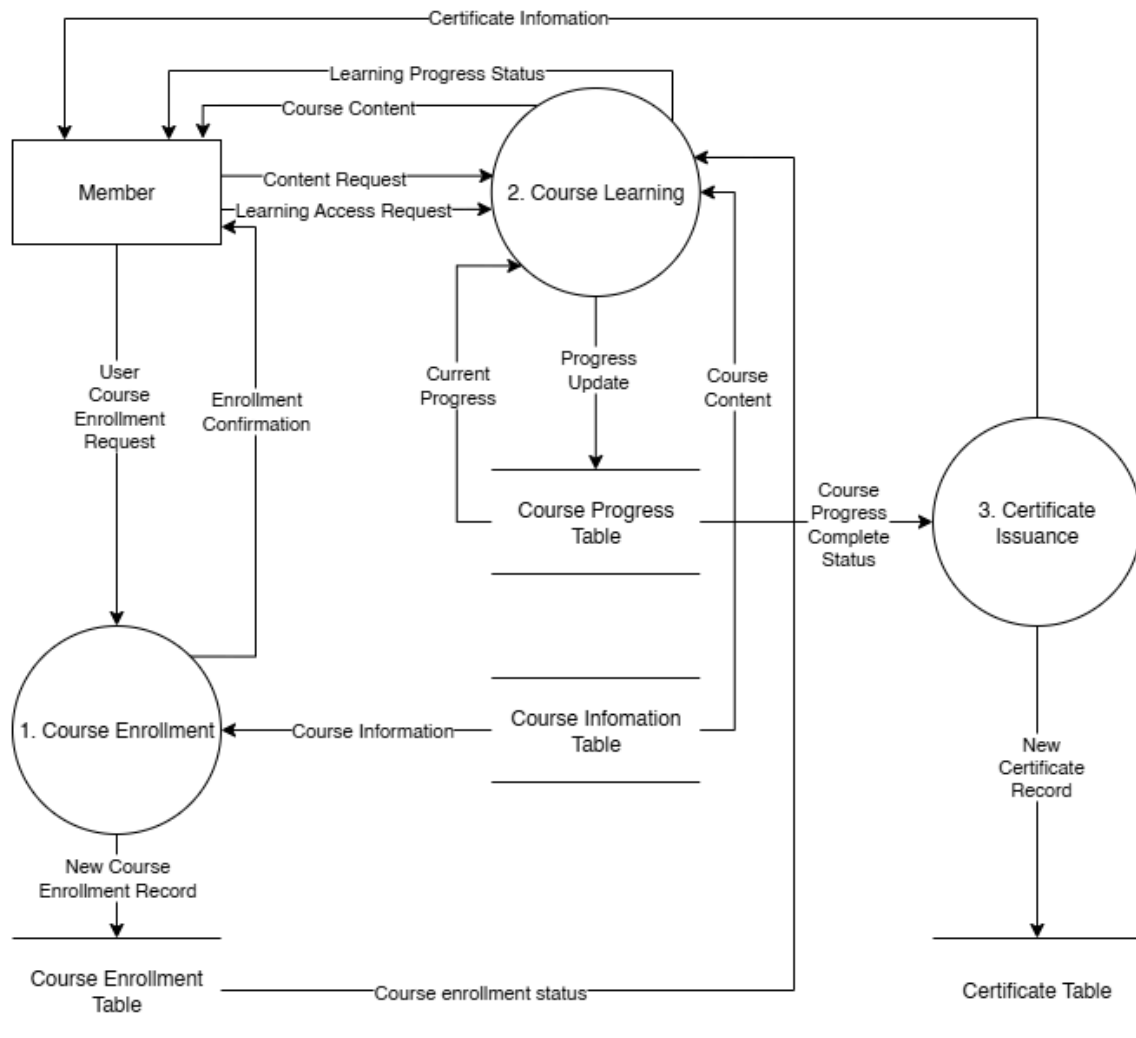 Certificate Infomation
Learning Progress Status
Course Content
Member
Content Request
2. Course Learning
Learning Access Request
User
Course
Enrollment
Request
Enrollment
Confirmation
Current
Progress
Progress
Update
Course
Content
Course Progress
Table
Course
Progress
Complete
Status
3. Certificate
Issuance
1. Course Enrollment
Course Information
Course Infomation
Table
New
Certificate
Record
New Course
Enrollment Record
Course Enrollment
Table
Course enrollment status
Certificate Table